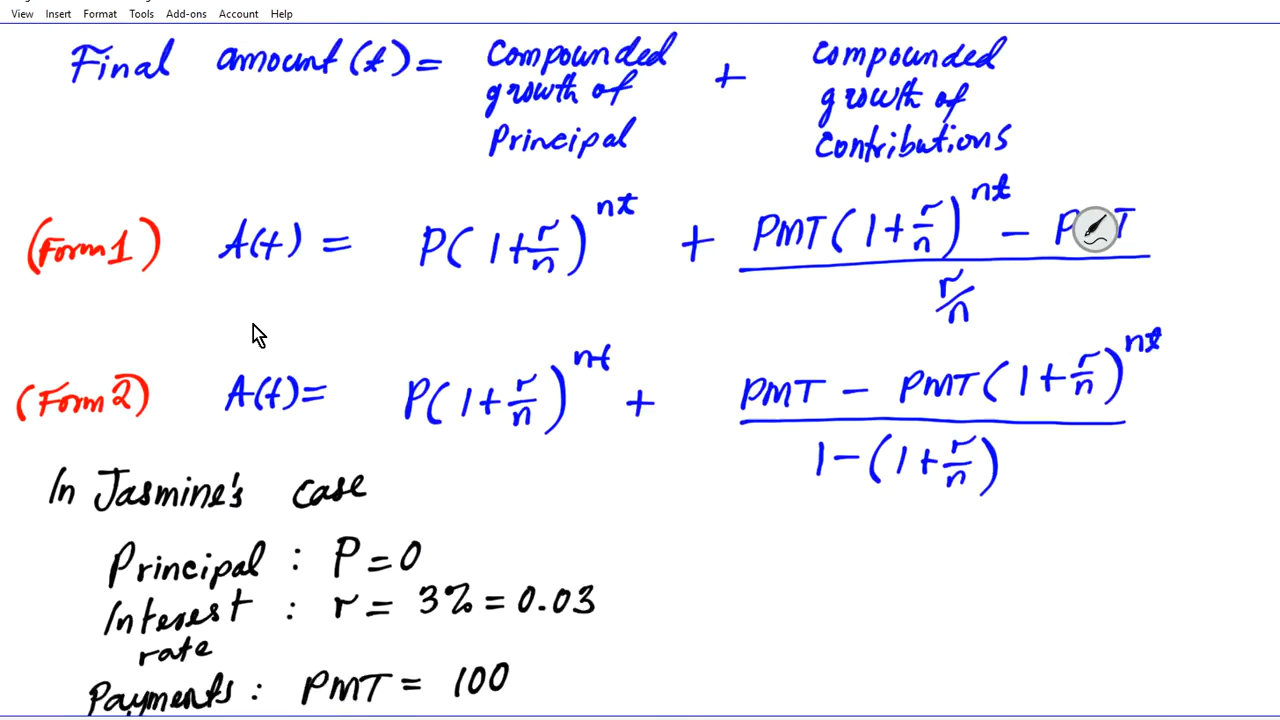 View Insert Format Tools Add-ons Account Help
Final amount (t) = Compounded growth of Principal + compounded growth of Contributions
(Form 1) A(t) = P(1+r/n)^nt + (PMT(1+r/n)^nt − PMT) / (r/n)
(Form 2) A(t) = P(1+r/n)^nt + (PMT − PMT(1+r/n)^nt) / (1−(1+r/n))
In Jasmine's case
Principal : P = 0
Interest rate : r = 3% = 0.03
Payments : PMT = 100